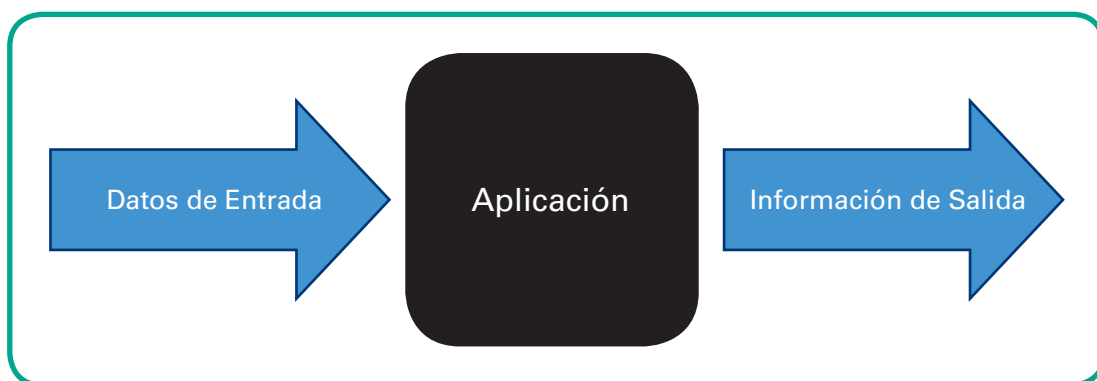 Datos de Entrada
Aplicación
Información de Salida